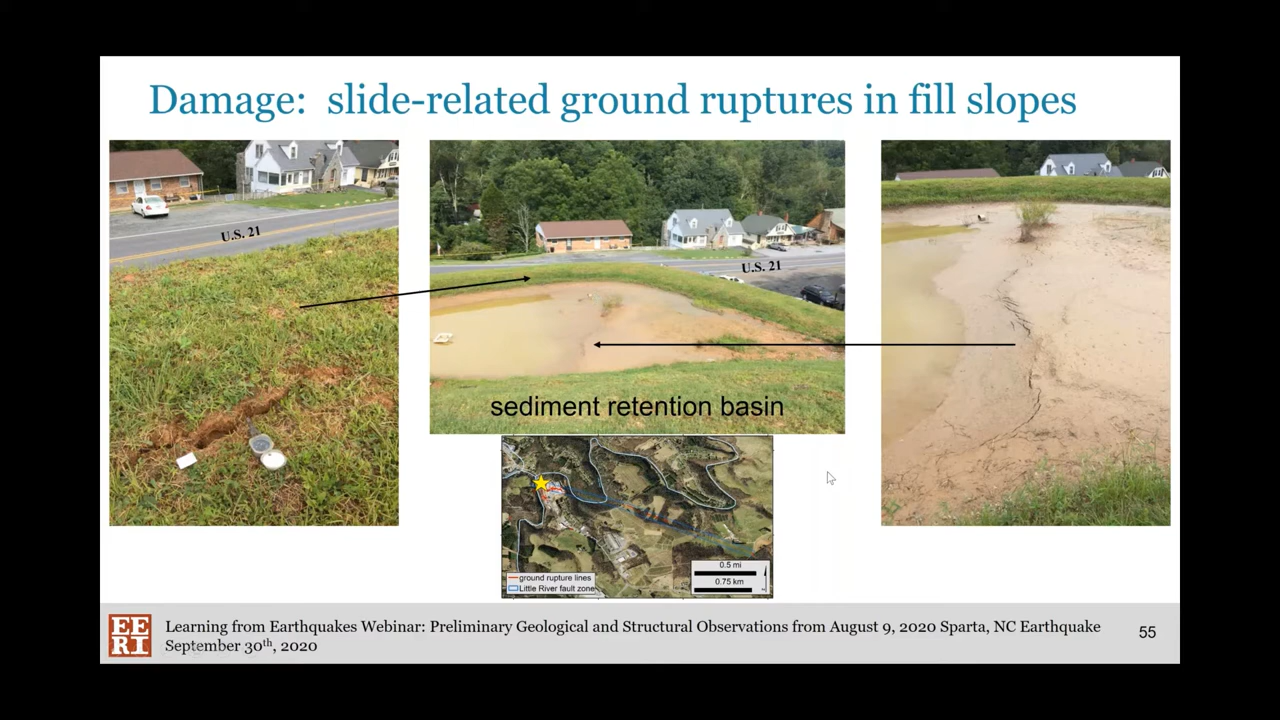 Damage: slide-related ground ruptures in fill slopes
U.S. 21
U.S. 21
sediment retention basin
0.5 mi
0.75 km
ground rupture lines
Little River fault zone
EE
RI
Learning from Earthquakes Webinar: Preliminary Geological and Structural Observations from August 9, 2020 Sparta, NC Earthquake
September 30th, 2020
55